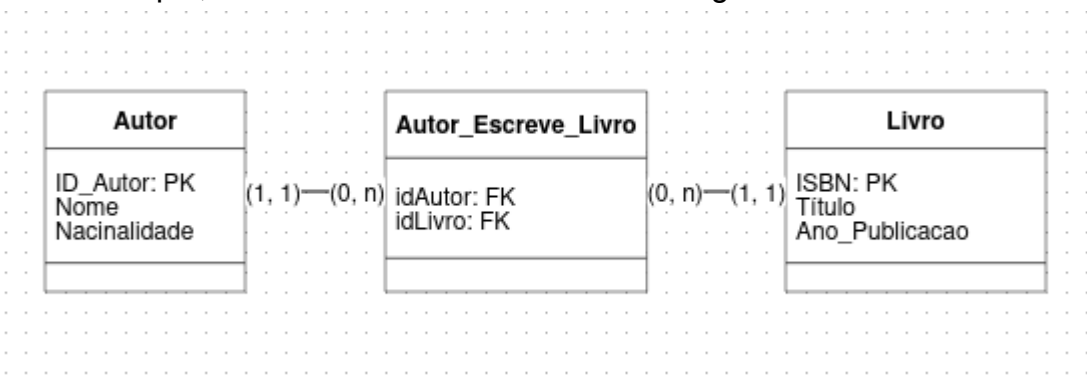 Autor
ID_Autor: PK
Nome
Nacinalidade
(1, 1)
(0, n)
Autor_Escreve_Livro
idAutor: FK
idLivro: FK
(0, n)
(1, 1)
Livro
ISBN: PK
Título
Ano_Publicacao